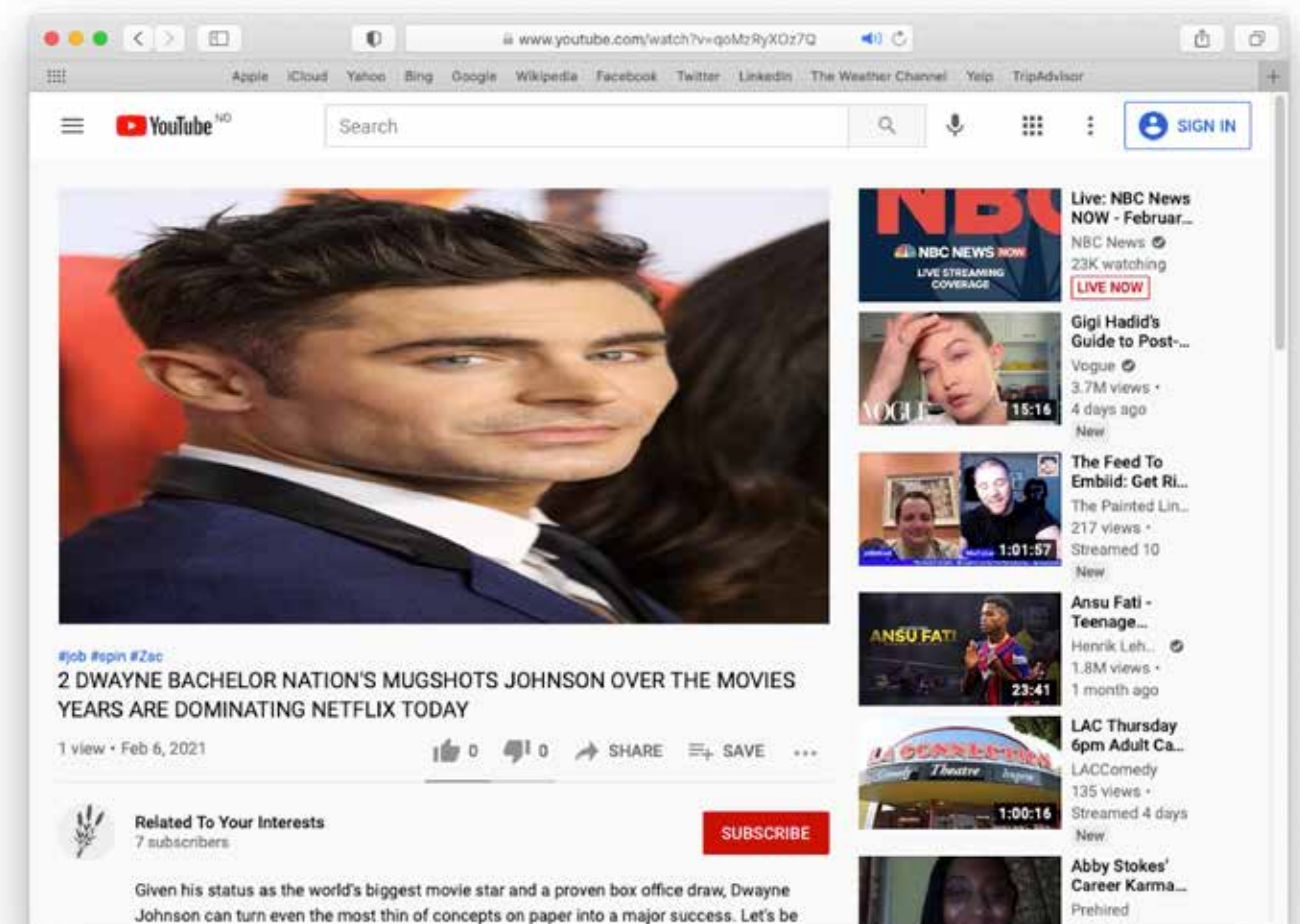 www.youtube.com/watch?v=qoMzRyXOz7Q
Apple iCloud Yahoo Bing Google Wikipedia Facebook Twitter LinkedIn The Weather Channel Yelp TripAdvisor
YouTube NO
Search
SIGN IN
#job #spin #Zac
2 DWAYNE BACHELOR NATION'S MUGSHOTS JOHNSON OVER THE MOVIES
YEARS ARE DOMINATING NETFLIX TODAY
1 view • Feb 6, 2021
0 0 SHARE SAVE
Related To Your Interests
7 subscribers
SUBSCRIBE
Given his status as the world's biggest movie star and a proven box office draw, Dwayne
Johnson can turn even the most thin of concepts on paper into a major success. Let's be
NBC
NBC NEWS NOW
LIVE STREAMING
COVERAGE
Live: NBC News
NOW - Februar...
NBC News
23K watching
LIVE NOW
VOGUE
15:16
Gigi Hadid's
Guide to Post-...
Vogue
3.7M views •
4 days ago
New
1:01:57
The Feed To
Embiid: Get Ri...
The Painted Lin...
217 views •
Streamed 10
New
ANSU FATI
23:41
Ansu Fati -
Teenage...
Henrik Leh...
1.8M views •
1 month ago
LA CONNECTION
Comedy Theatre Improv
1:00:16
LAC Thursday
6pm Adult Ca...
LACComedy
135 views •
Streamed 4 days
New
Abby Stokes'
Career Karma...
Prehired